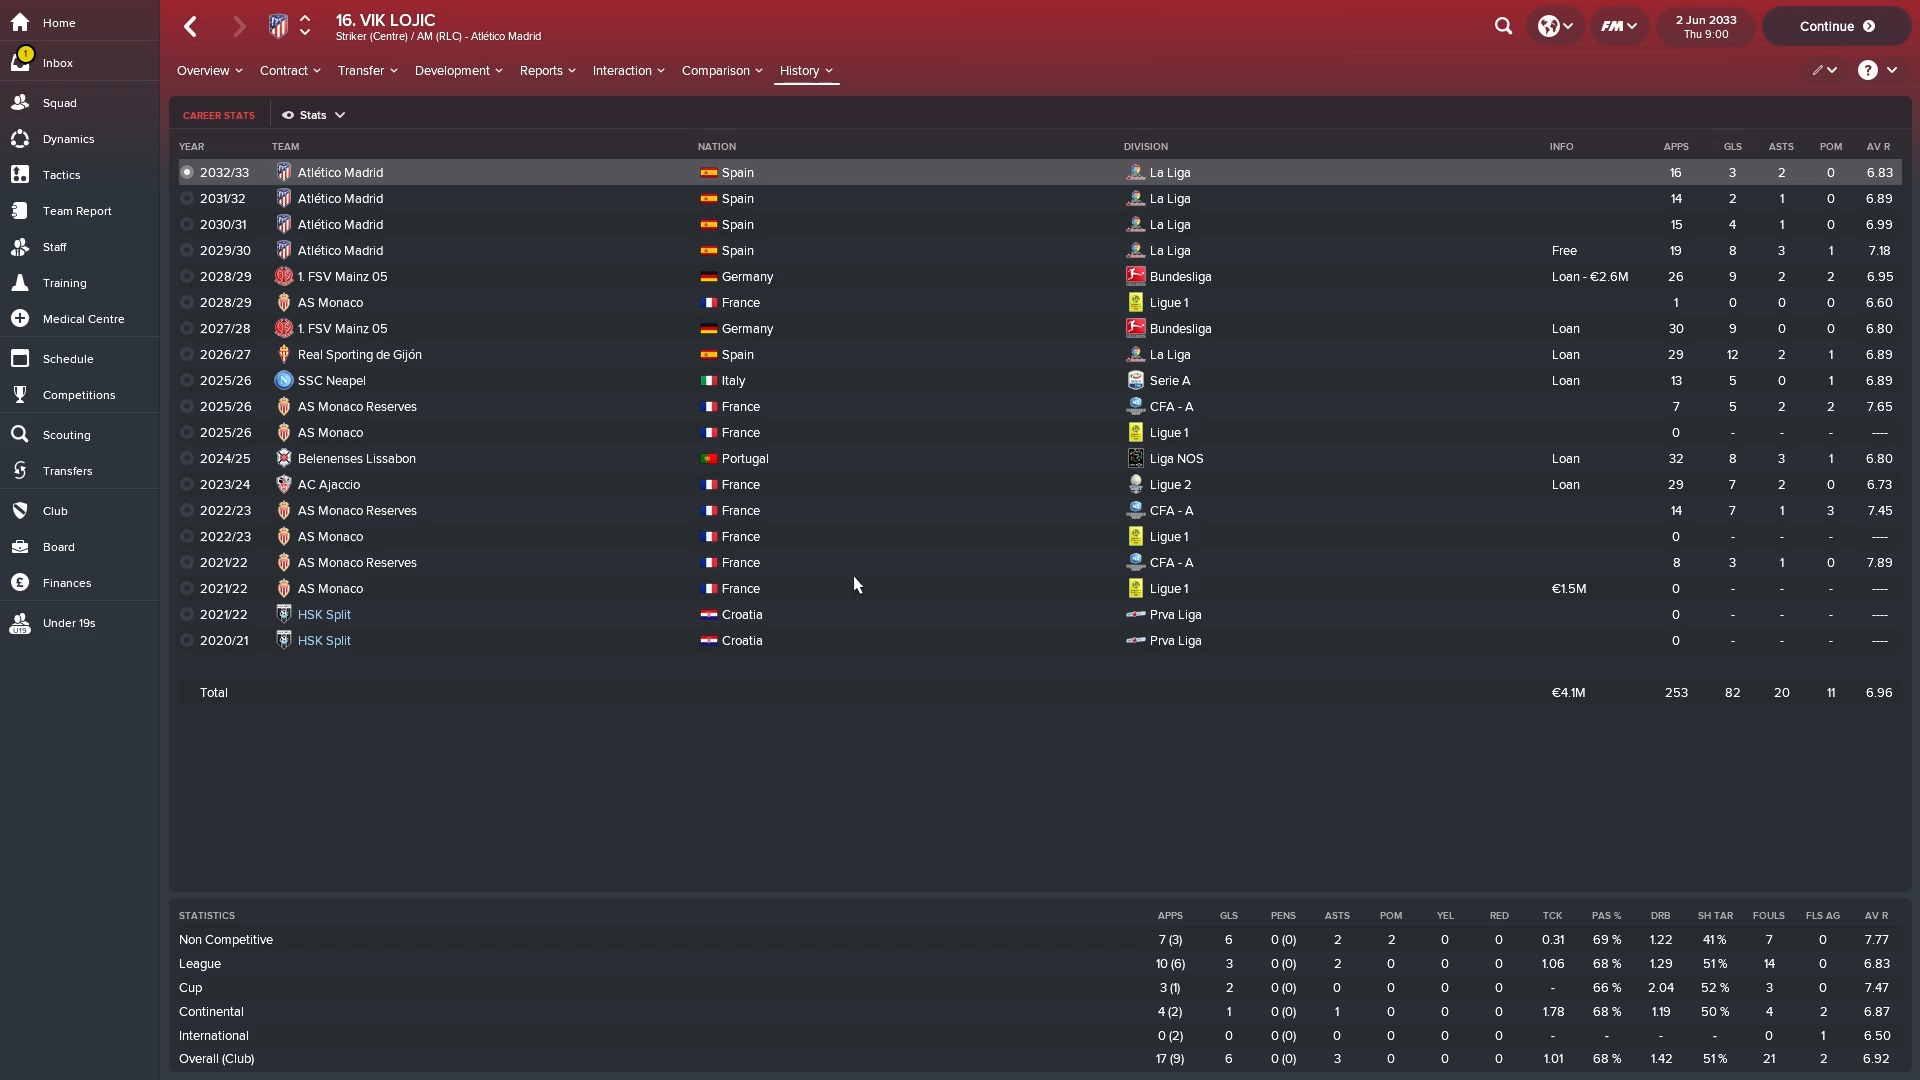 Home
1
Inbox
Squad
Dynamics
Tactics
Team Report
Staff
Training
Medical Centre
Schedule
Competitions
Scouting
Transfers
Club
Board
Finances
U19
Under 19s
16. VIK LOJIC
Striker (Centre) / AM (RLC) - Atlético Madrid
FM
2 Jun 2033
Thu 9:00
Continue
Overview Contract Transfer Development Reports Interaction Comparison History
?
CAREER STATS Stats
YEAR TEAM NATION DIVISION INFO APPS GLS ASTS POM AV R
2032/33 Atlético Madrid Spain La Liga 16 3 2 0 6.83
2031/32 Atlético Madrid Spain La Liga 14 2 1 0 6.89
2030/31 Atlético Madrid Spain La Liga 15 4 1 0 6.99
2029/30 Atlético Madrid Spain La Liga Free 19 8 3 1 7.18
2028/29 1. FSV Mainz 05 Germany Bundesliga Loan - €2.6M 26 9 2 2 6.95
2028/29 AS Monaco France Ligue 1 1 0 0 0 6.60
2027/28 1. FSV Mainz 05 Germany Bundesliga Loan 30 9 0 0 6.80
2026/27 Real Sporting de Gijón Spain La Liga Loan 29 12 2 1 6.89
2025/26 SSC Neapel Italy Serie A Loan 13 5 0 1 6.89
2025/26 AS Monaco Reserves France CFA - A 7 5 2 2 7.65
2025/26 AS Monaco France Ligue 1 0 - - - ----
2024/25 Belenenses Lissabon Portugal Liga NOS Loan 32 8 3 1 6.80
2023/24 AC Ajaccio France Ligue 2 Loan 29 7 2 0 6.73
2022/23 AS Monaco Reserves France CFA - A 14 7 1 3 7.45
2022/23 AS Monaco France Ligue 1 0 - - - ----
2021/22 AS Monaco Reserves France CFA - A 8 3 1 0 7.89
2021/22 AS Monaco France Ligue 1 €1.5M 0 - - - ----
2021/22 HSK Split Croatia Prva Liga 0 - - - ----
2020/21 HSK Split Croatia Prva Liga 0 - - - ----
Total €4.1M 253 82 20 11 6.96
STATISTICS APPS GLS PENS ASTS POM YEL RED TCK PAS % DRB SH TAR FOULS FLS AG AV R
Non Competitive 7 (3) 6 0 (0) 2 2 0 0 0.31 69 % 1.22 41 % 7 0 7.77
League 10 (6) 3 0 (0) 2 0 0 0 1.06 68 % 1.29 51 % 14 0 6.83
Cup 3 (1) 2 0 (0) 0 0 0 0 - 66 % 2.04 52 % 3 0 7.47
Continental 4 (2) 1 0 (0) 1 0 0 0 1.78 68 % 1.19 50 % 4 2 6.87
International 0 (2) 0 0 (0) 0 0 0 0 - - - - 0 1 6.50
Overall (Club) 17 (9) 6 0 (0) 3 0 0 0 1.01 68 % 1.42 51 % 21 2 6.92